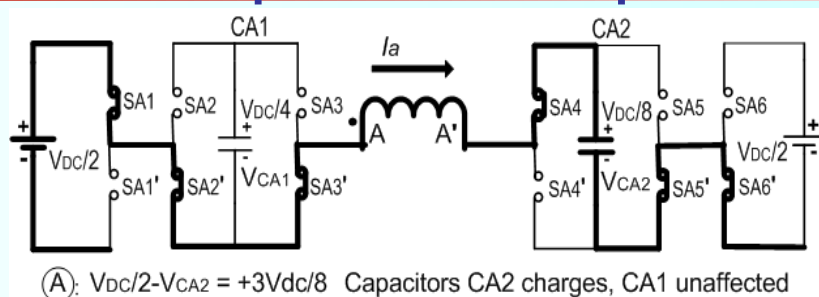 CA1
Ia
CA2
+
SA1
SA2
VDC/4
SA3
SA4
VDC/8
SA5
SA6
+
+
+
+
-
VDC/2
-
A
A'
-
VDC/2
-
SA1'
SA2'
VCA1
SA3'
SA4'
VCA2
SA5'
SA6'
(A): VDC/2-VCA2 = +3Vdc/8 Capacitors CA2 charges, CA1 unaffected